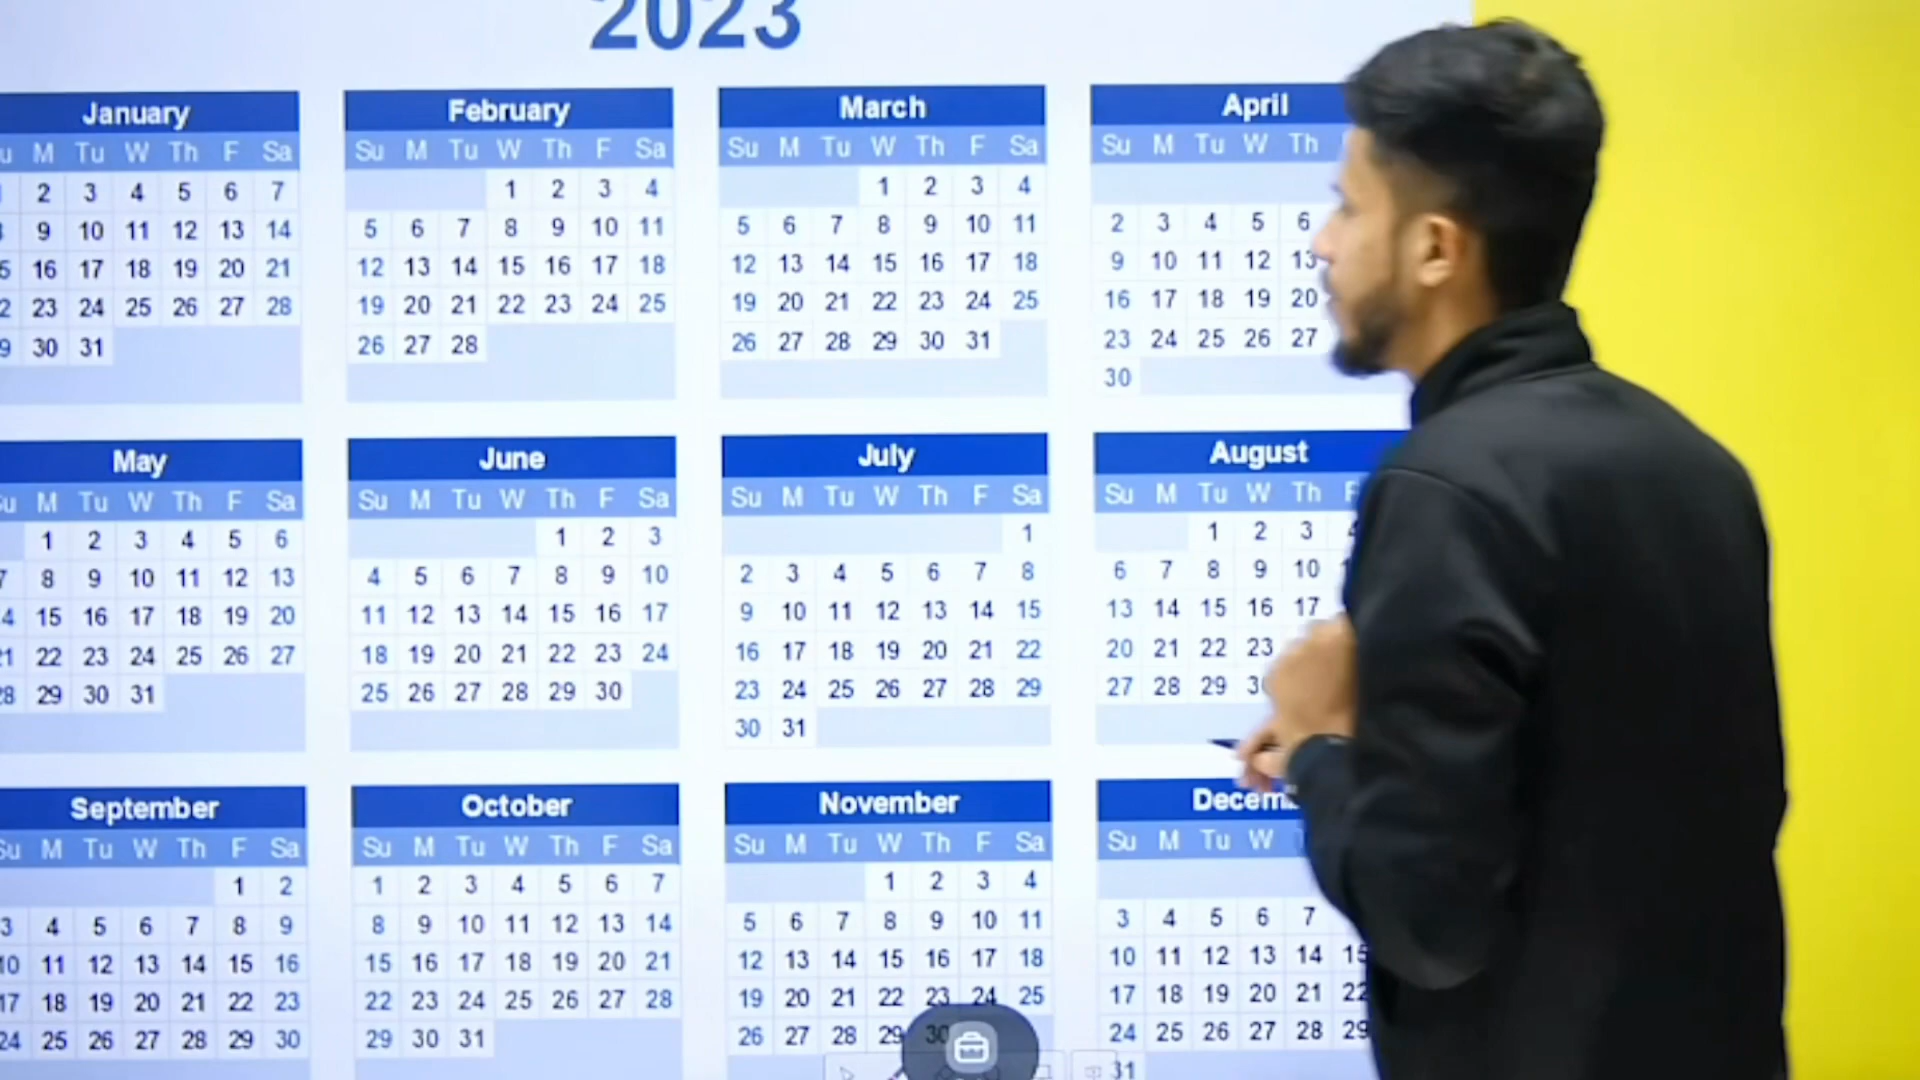 2023
January February March April
M Tu W Th F Sa Su M Tu W Th F Sa Su M Tu W Th F Sa Su M Tu W Th
2 3 4 5 6 7 1 2 3 4 1 2 3 4
9 10 11 12 13 14 5 6 7 8 9 10 11 5 6 7 8 9 10 11 2 3 4 5 6
16 17 18 19 20 21 12 13 14 15 16 17 18 12 13 14 15 16 17 18 9 10 11 12 13
23 24 25 26 27 28 19 20 21 22 23 24 25 19 20 21 22 23 24 25 16 17 18 19 20
30 31 26 27 28 26 27 28 29 30 31 23 24 25 26 27
30
May June July August
M Tu W Th F Sa Su M Tu W Th F Sa Su M Tu W Th F Sa Su M Tu W Th F
1 2 3 4 5 6 1 2 3 1 1 2 3 4
7 8 9 10 11 12 13 4 5 6 7 8 9 10 2 3 4 5 6 7 8 6 7 8 9 10
15 16 17 18 19 20 11 12 13 14 15 16 17 9 10 11 12 13 14 15 13 14 15 16 17
22 23 24 25 26 27 18 19 20 21 22 23 24 16 17 18 19 20 21 22 20 21 22 23
29 30 31 25 26 27 28 29 30 23 24 25 26 27 28 29 27 28 29
30 31
September October November Decem
Su M Tu W Th F Sa Su M Tu W Th F Sa Su M Tu W Th F Sa Su M Tu W
1 2 1 2 3 4 5 6 7 1 2 3 4
3 4 5 6 7 8 9 8 9 10 11 12 13 14 5 6 7 8 9 10 11 3 4 5 6 7
10 11 12 13 14 15 16 15 16 17 18 19 20 21 12 13 14 15 16 17 18 10 11 12 13 14 15
17 18 19 20 21 22 23 22 23 24 25 26 27 28 19 20 21 22 23 24 25 17 18 19 20 21 22
24 25 26 27 28 29 30 29 30 31 26 27 28 29 30 24 25 26 27 28 29
31